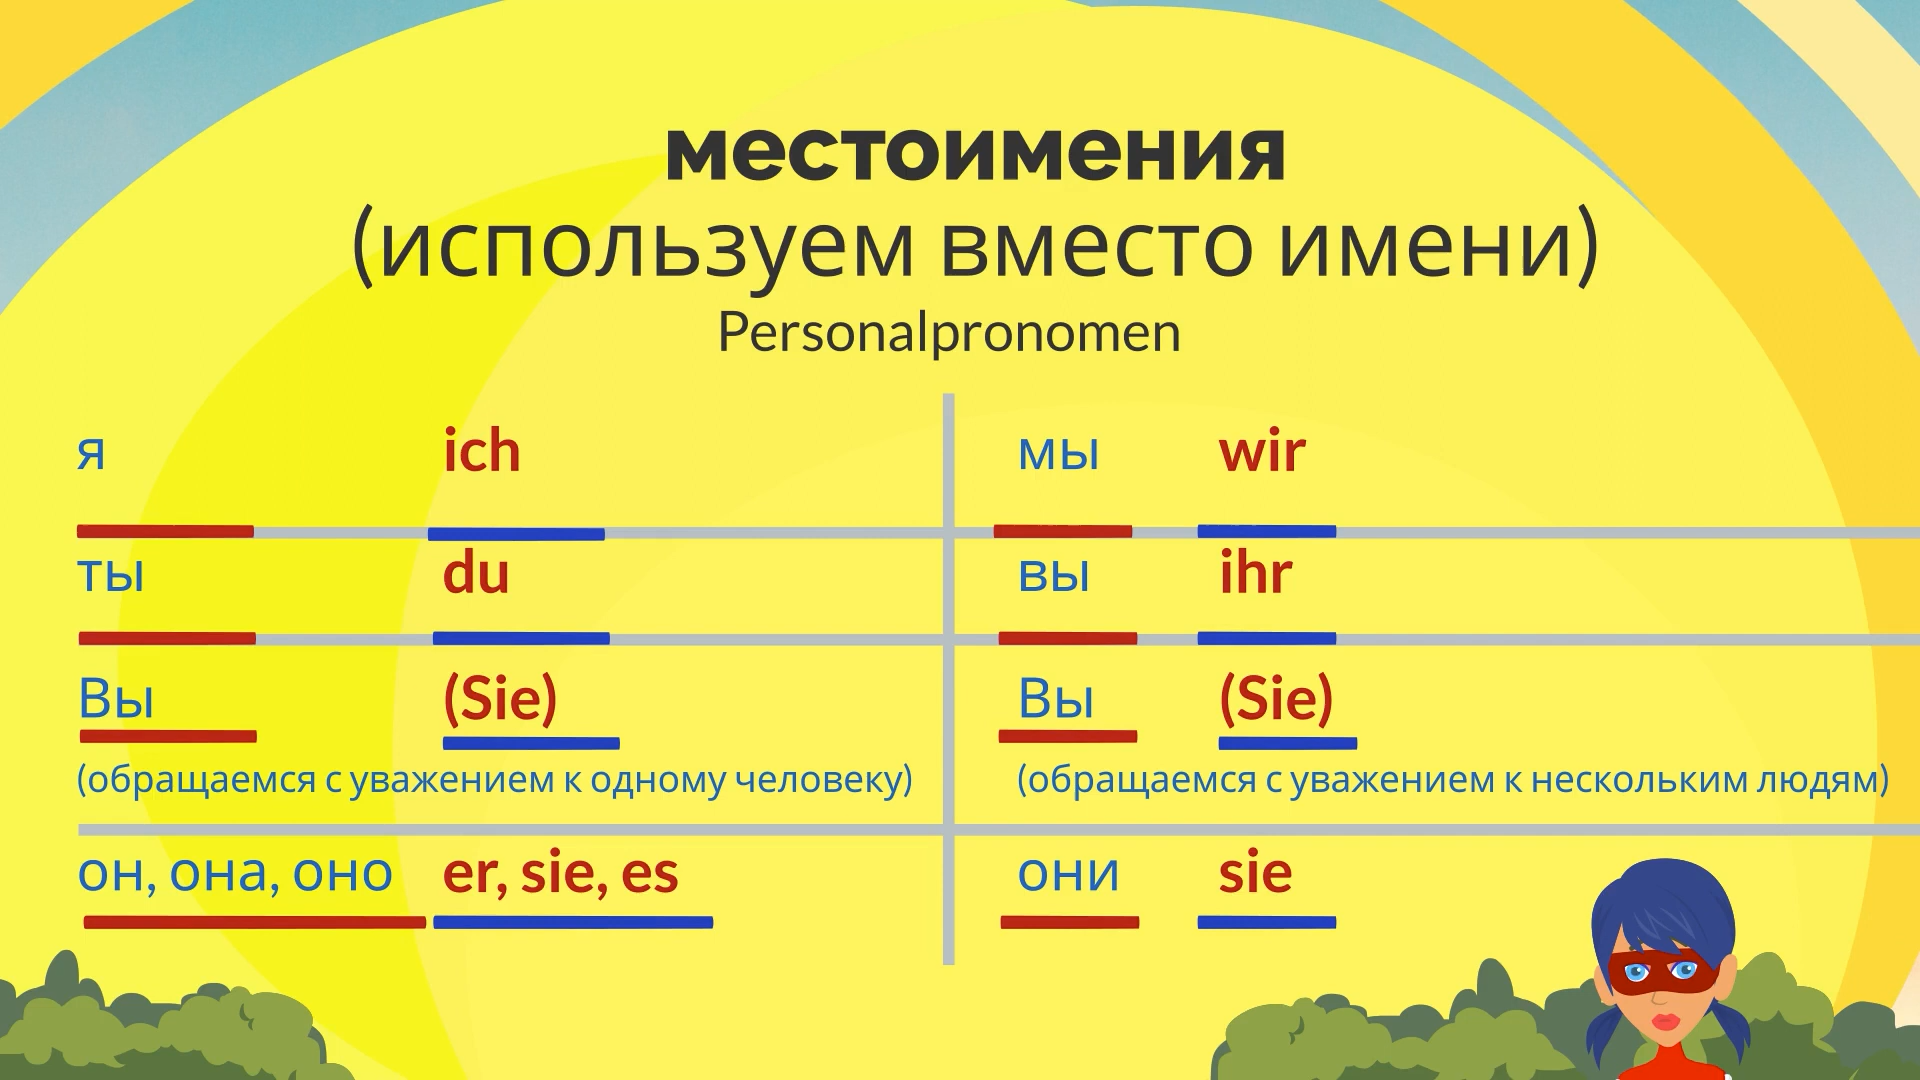 местоимения
(используем вместо имени)
Personalpronomen
я ich мы wir
ты du вы ihr
Вы (Sie) Вы (Sie)
(обращаемся с уважением к одному человеку) (обращаемся с уважением к нескольким людям)
он, она, оно er, sie, es они sie